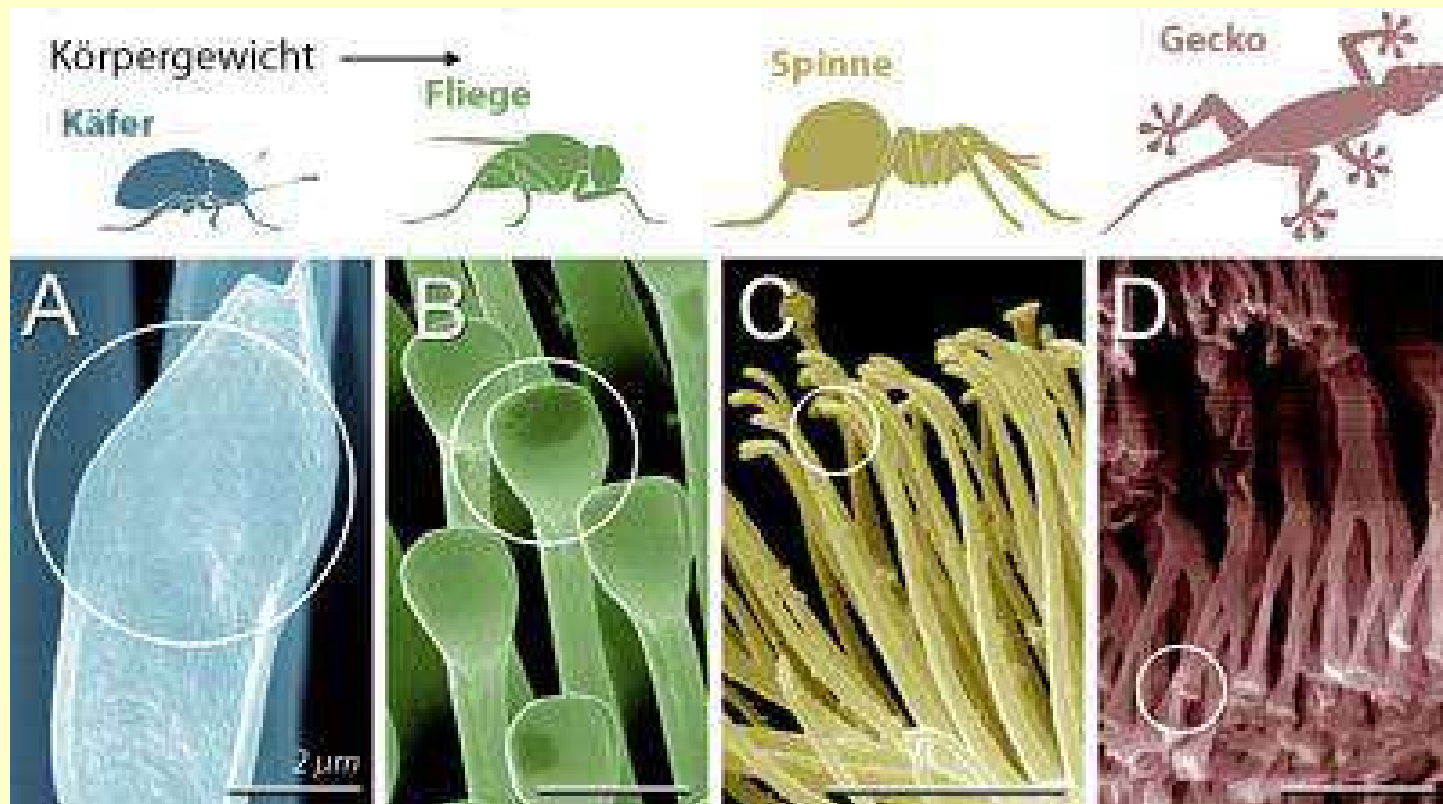 Körpergewicht
Käfer
Fliege
Spinne
Gecko
A
B
C
D
2 µm